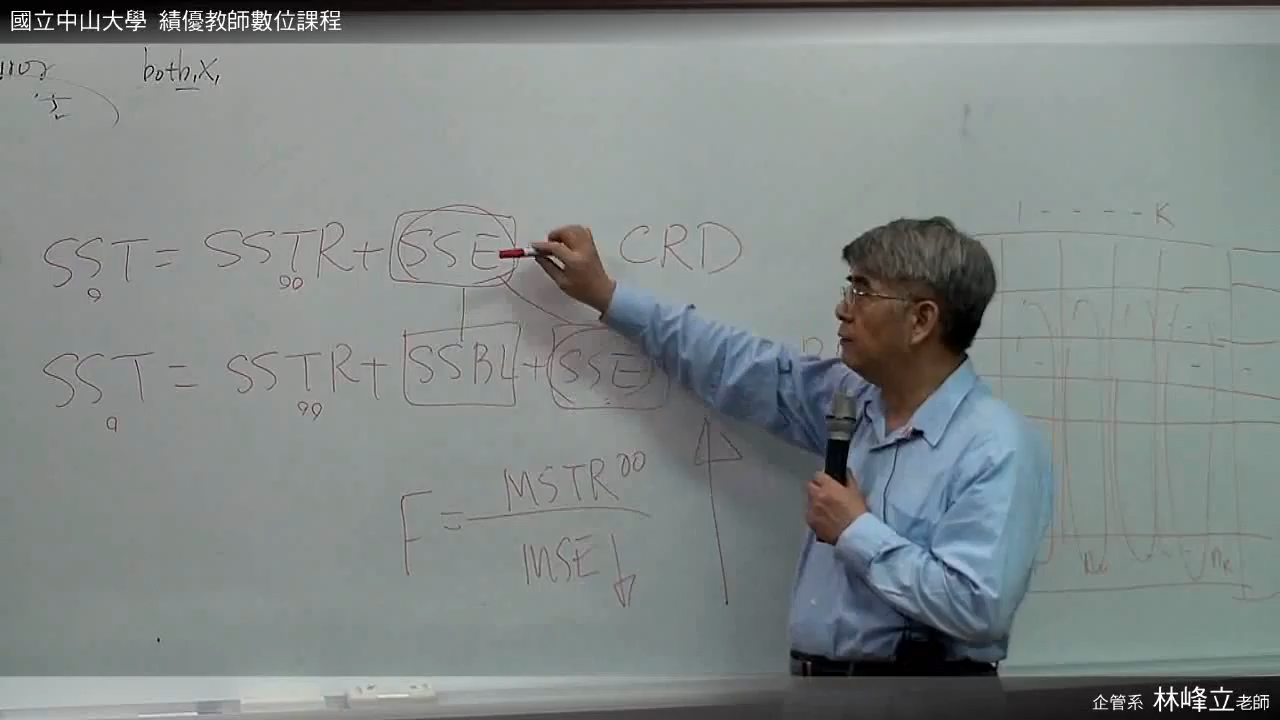 國立中山大學 績優教師數位課程
both, X,
1 - - - - - K
SST = SSTR + SSE CRD
SST = SSTR + SSBL + SSE
F = MSTR
MSE ↓
企管系 林峰立老師